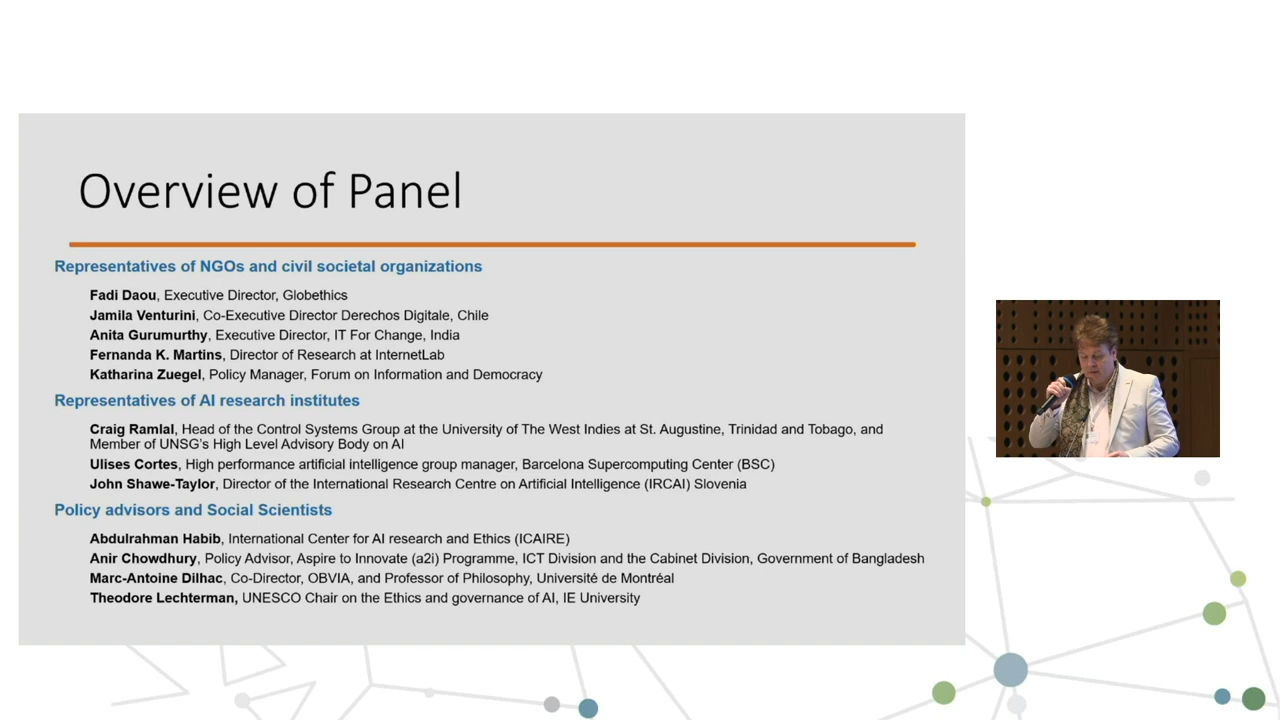 Overview of Panel
Representatives of NGOs and civil societal organizations
Fadi Daou, Executive Director, Globethics
Jamila Venturini, Co-Executive Director Derechos Digitale, Chile
Anita Gurumurthy, Executive Director, IT For Change, India
Fernanda K. Martins, Director of Research at InternetLab
Katharina Zuegel, Policy Manager, Forum on Information and Democracy
Representatives of AI research institutes
Craig Ramlal, Head of the Control Systems Group at the University of The West Indies at St. Augustine, Trinidad and Tobago, and
Member of UNSG's High Level Advisory Body on AI
Ulises Cortes, High performance artificial intelligence group manager, Barcelona Supercomputing Center (BSC)
John Shawe-Taylor, Director of the International Research Centre on Artificial Intelligence (IRCAI) Slovenia
Policy advisors and Social Scientists
Abdulrahman Habib, International Center for AI research and Ethics (ICAIRE)
Anir Chowdhury, Policy Advisor, Aspire to Innovate (a2i) Programme, ICT Division and the Cabinet Division, Government of Bangladesh
Marc-Antoine Dilhac, Co-Director, OBVIA, and Professor of Philosophy, Université de Montréal
Theodore Lechterman, UNESCO Chair on the Ethics and governance of AI, IE University